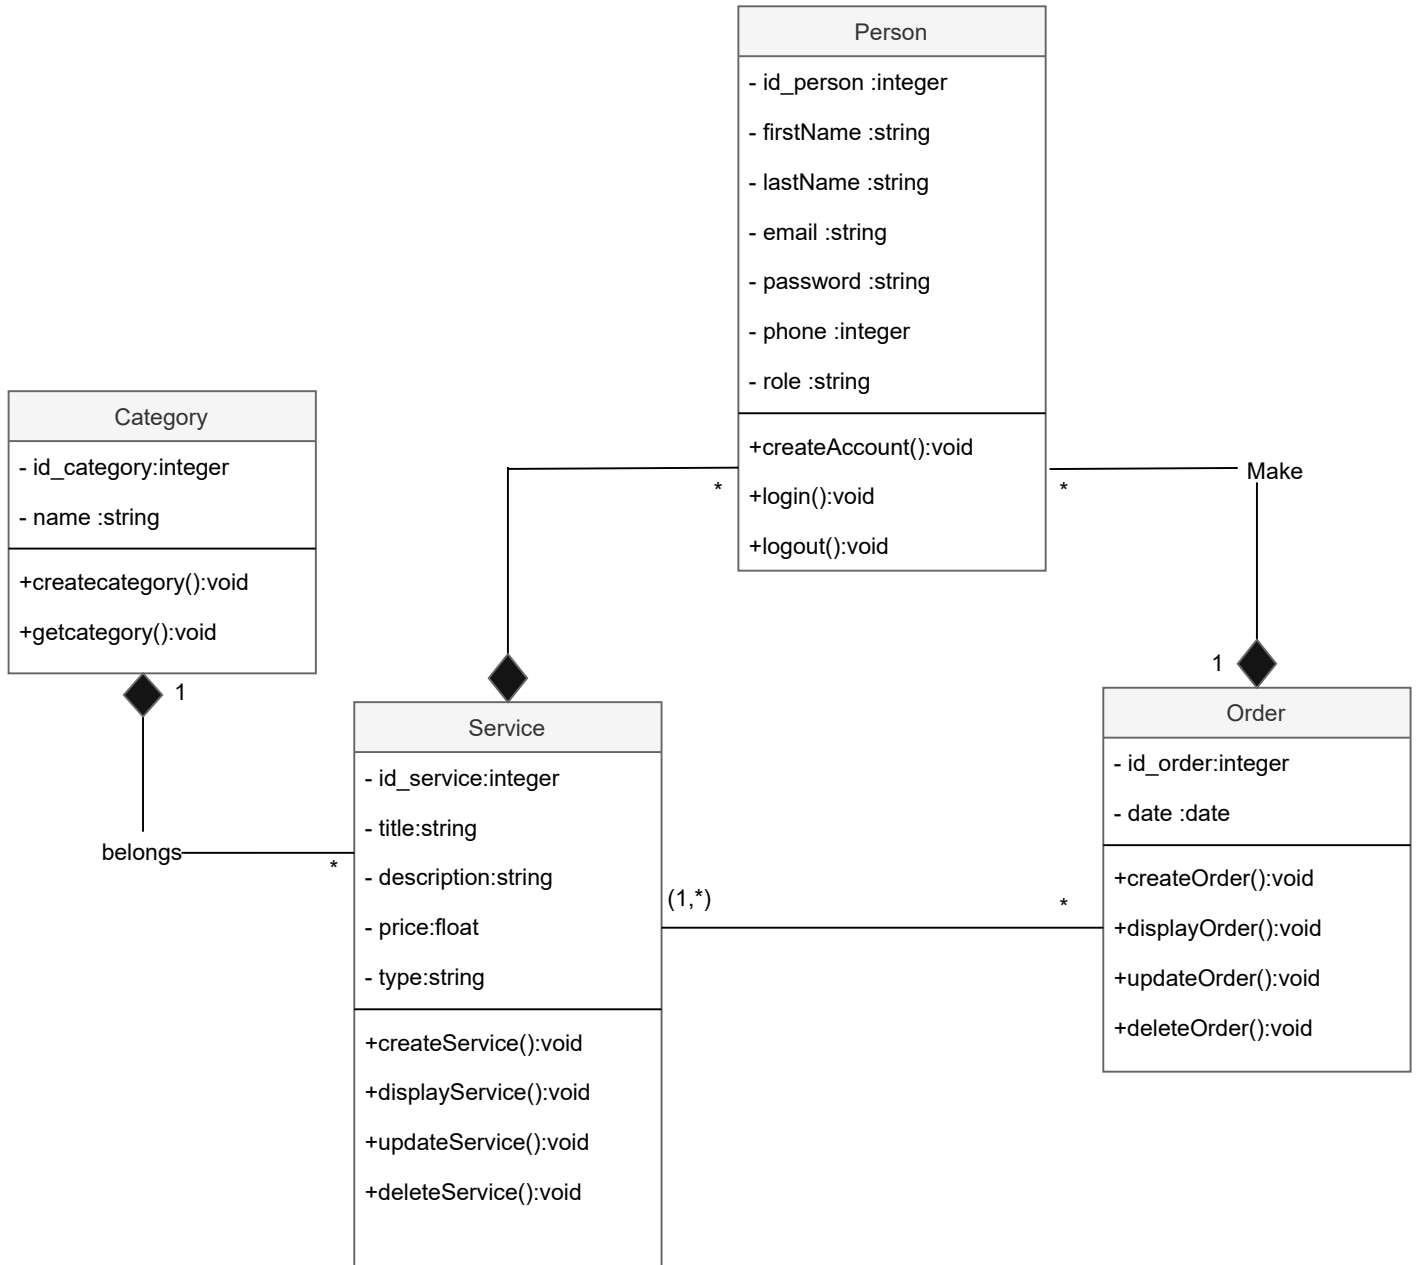 Person
- id_person :integer
- firstName :string
- lastName :string
- email :string
- password :string
- phone :integer
- role :string
+createAccount():void
+login():void
+logout():void
*
*
Make
1
Category
- id_category:integer
- name :string
+createcategory():void
+getcategory():void
1
belongs
*
Service
- id_service:integer
- title:string
- description:string
- price:float
- type:string
+createService():void
+displayService():void
+updateService():void
+deleteService():void
(1,*)
*
Order
- id_order:integer
- date :date
+createOrder():void
+displayOrder():void
+updateOrder():void
+deleteOrder():void